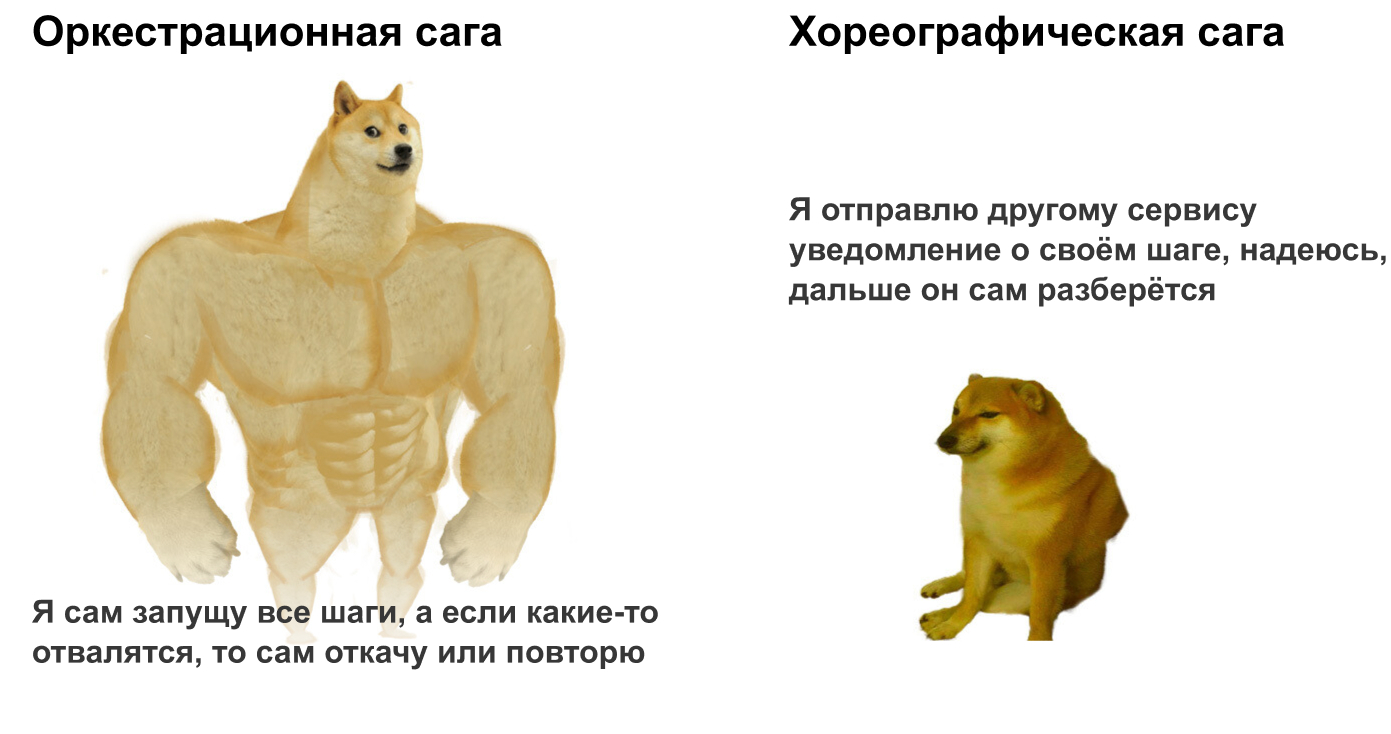 Оркестрационная сага
Я сам запущу все шаги, а если какие-то
отвалятся, то сам откачу или повторю
Хореографическая сага
Я отправлю другому сервису
уведомление о своём шаге, надеюсь,
дальше он сам разберётся